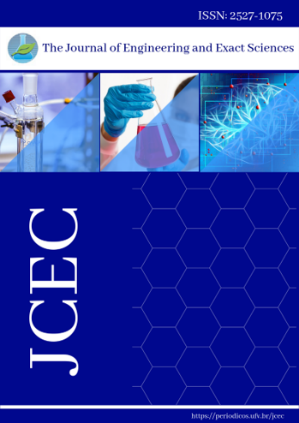 ISSN: 2527-1075
The Journal of Engineering and Exact Sciences
JCEC
https://periodicos.ufv.br/jcec